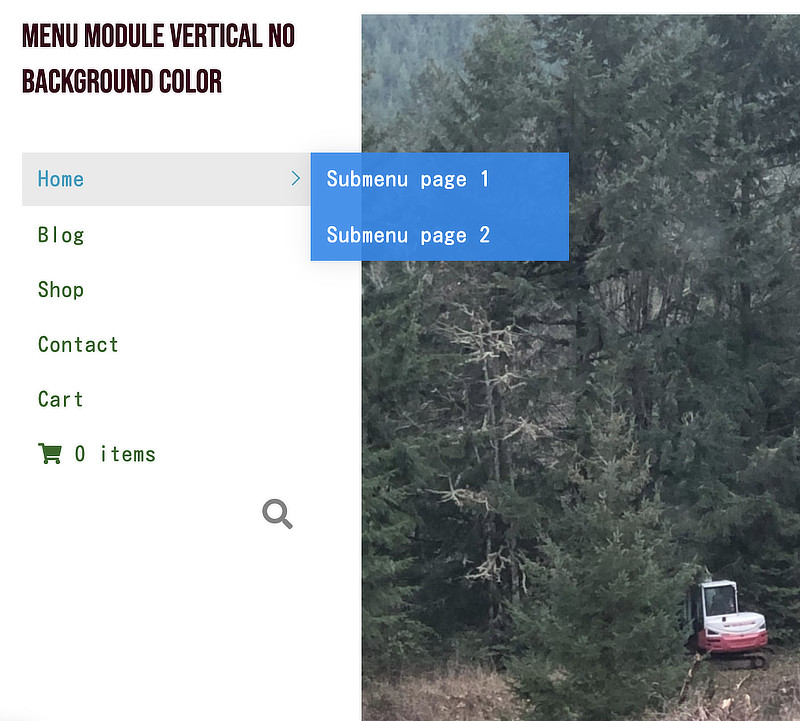 MENU MODULE VERTICAL NO
BACKGROUND COLOR
Home
Submenu page 1
Submenu page 2
Blog
Shop
Contact
Cart
0 items